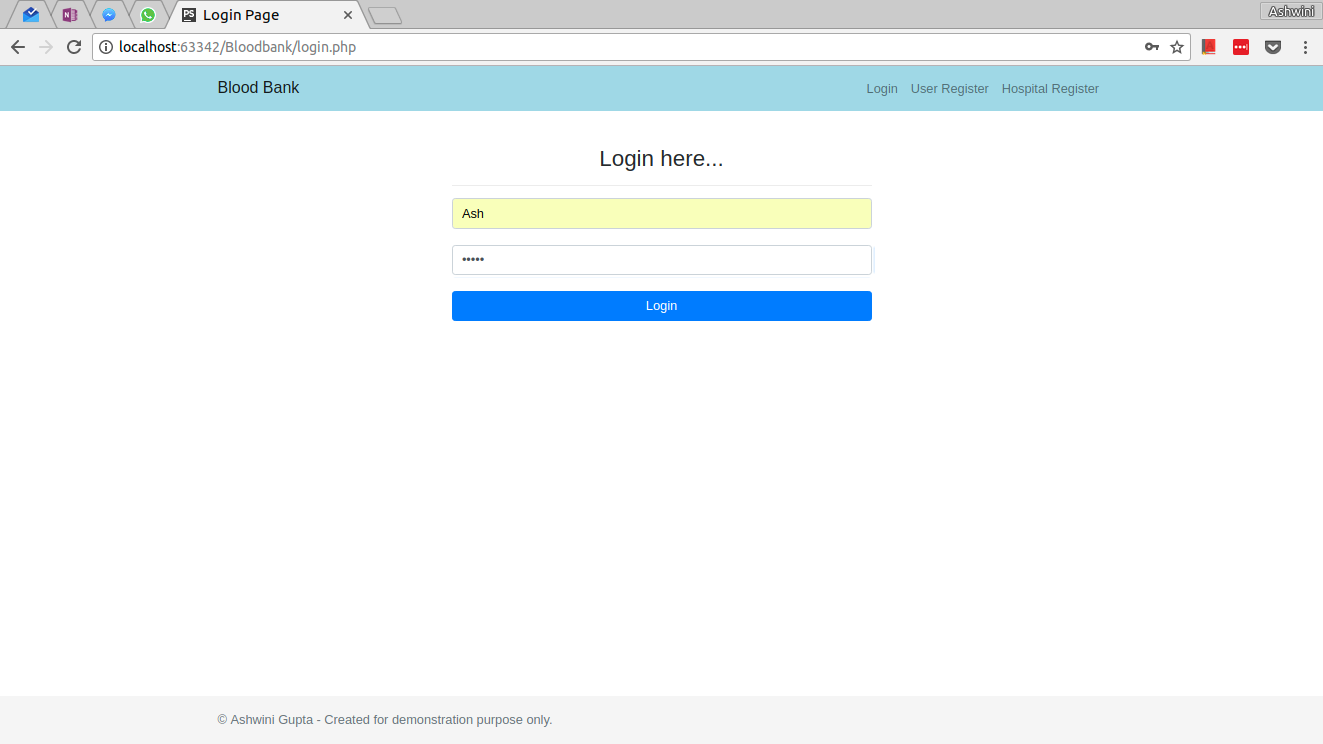 Login Page
Ashwini
localhost:63342/Bloodbank/login.php
Blood Bank
Login User Register Hospital Register
Login here...
Ash
•••••
Login
© Ashwini Gupta - Created for demonstration purpose only.